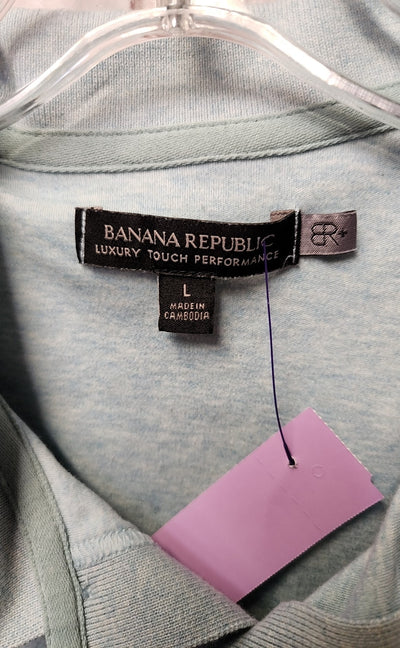 BANANA REPUBLIC
LUXURY TOUCH PERFORMANCE
BR+
L
MADE IN
CAMBODIA